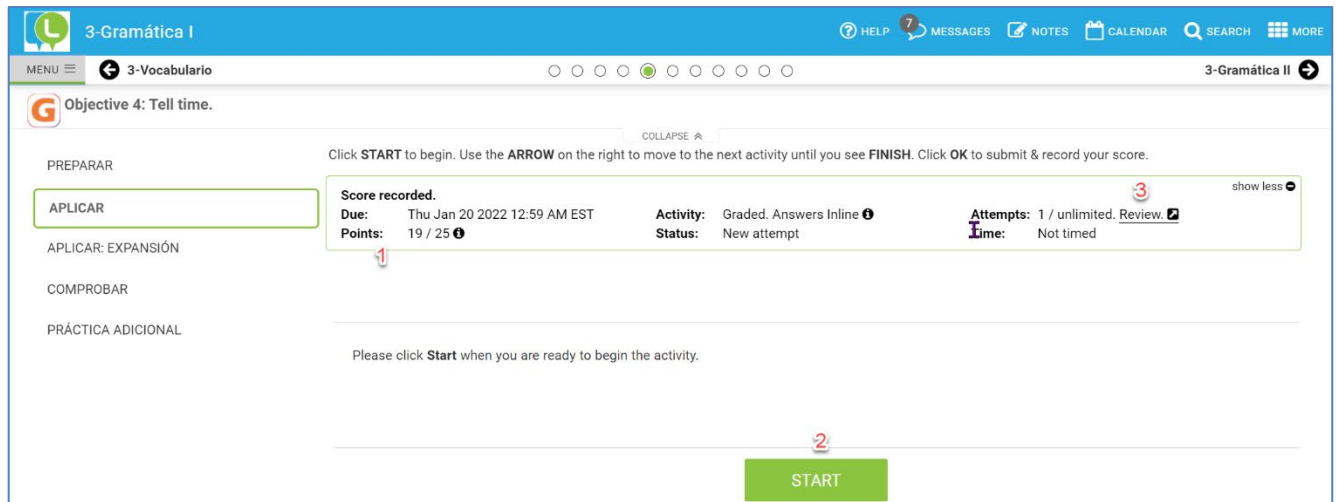 L 3-Gramática I HELP 7 MESSAGES NOTES CALENDAR SEARCH MORE
MENU 3-Vocabulario 3-Gramática II
G Objective 4: Tell time.
COLLAPSE
Click START to begin. Use the ARROW on the right to move to the next activity until you see FINISH. Click OK to submit & record your score.
PREPARAR
APLICAR
APLICAR: EXPANSIÓN
COMPROBAR
PRÁCTICA ADICIONAL
Score recorded. 3 show less
Due: Thu Jan 20 2022 12:59 AM EST Activity: Graded. Answers Inline Attempts: 1 / unlimited. Review.
Points: 19 / 25 Status: New attempt Time: Not timed
1
Please click Start when you are ready to begin the activity.
2
START